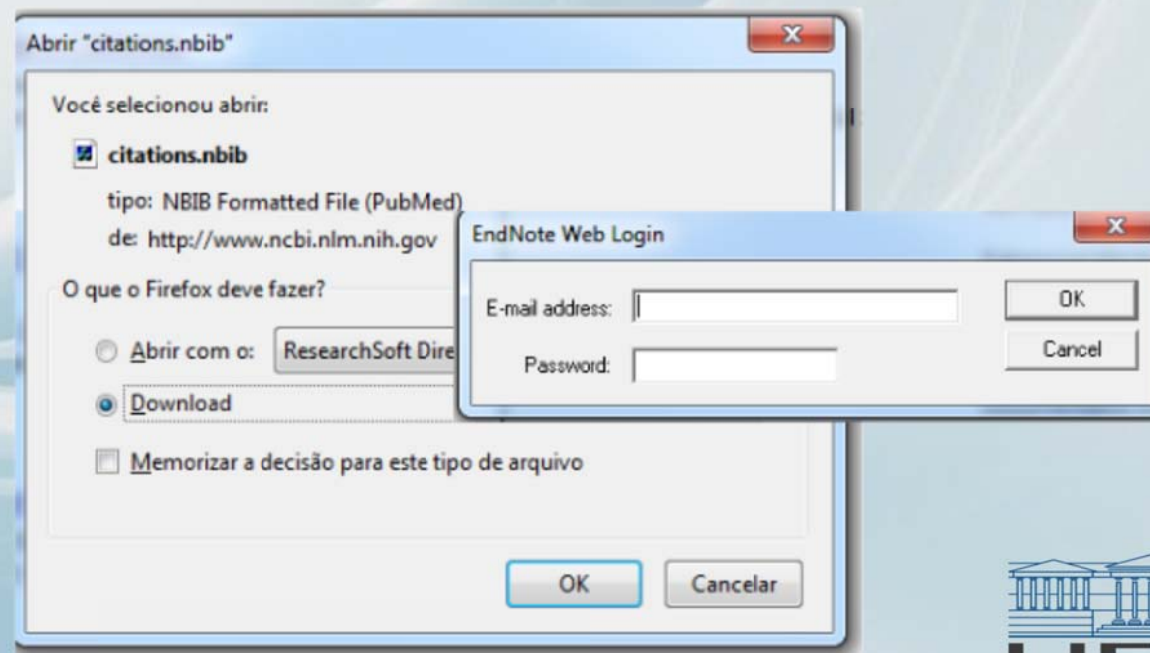 Abrir "citations.nbib"
Você selecionou abrir:
citations.nbib
tipo: NBIB Formatted File (PubMed)
de: http://www.ncbi.nlm.nih.gov
O que o Firefox deve fazer?
Abrir com o: ResearchSoft Dire
Download
Memorizar a decisão para este tipo de arquivo
OK Cancelar
EndNote Web Login
E-mail address: OK
Password: Cancel